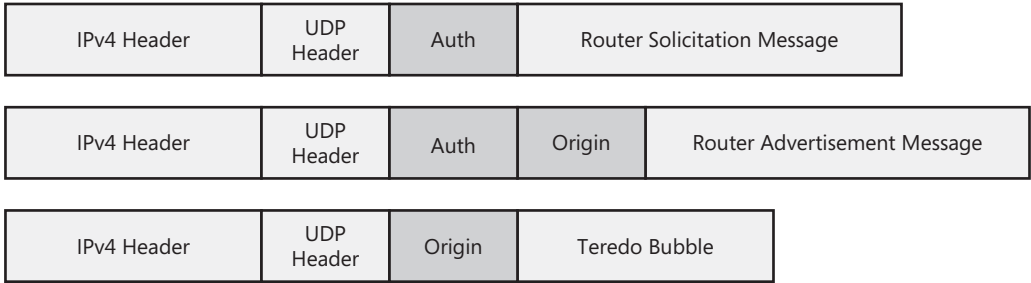 IPv4 Header
UDP
Header
Auth
Router Solicitation Message
IPv4 Header
UDP
Header
Auth
Origin
Router Advertisement Message
IPv4 Header
UDP
Header
Origin
Teredo Bubble